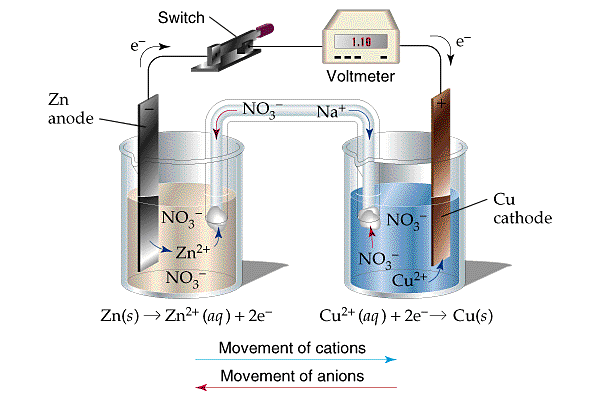 Switch
e⁻
1.10
e⁻
Voltmeter
Zn
anode
−
NO₃⁻
Na⁺
+
Cu
cathode
NO₃⁻
NO₃⁻
Zn²⁺
NO₃⁻
NO₃⁻
Cu²⁺
Zn(s) → Zn²⁺ (aq) + 2e⁻
Cu²⁺ (aq) + 2e⁻ → Cu(s)
Movement of cations
Movement of anions